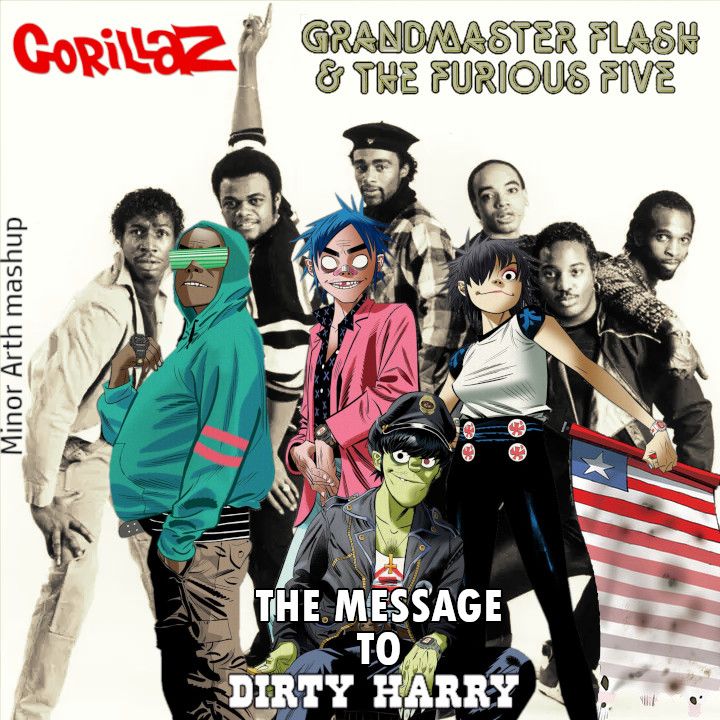 GORILLAZ
GRANDMASTER FLASH
& THE FURIOUS FIVE
Minor Arth mashup
THE MESSAGE
TO
DIRTY HARRY